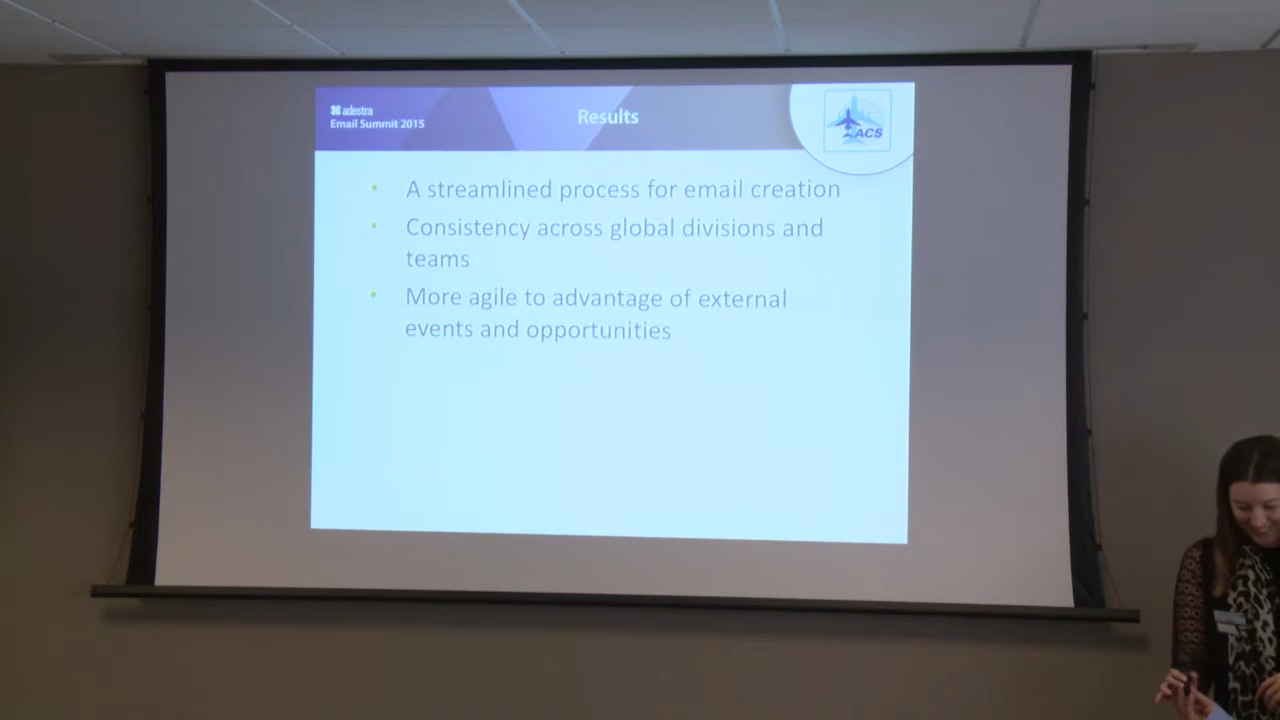 adestra
Email Summit 2015
Results
ACS
• A streamlined process for email creation
• Consistency across global divisions and
teams
• More agile to advantage of external
events and opportunities